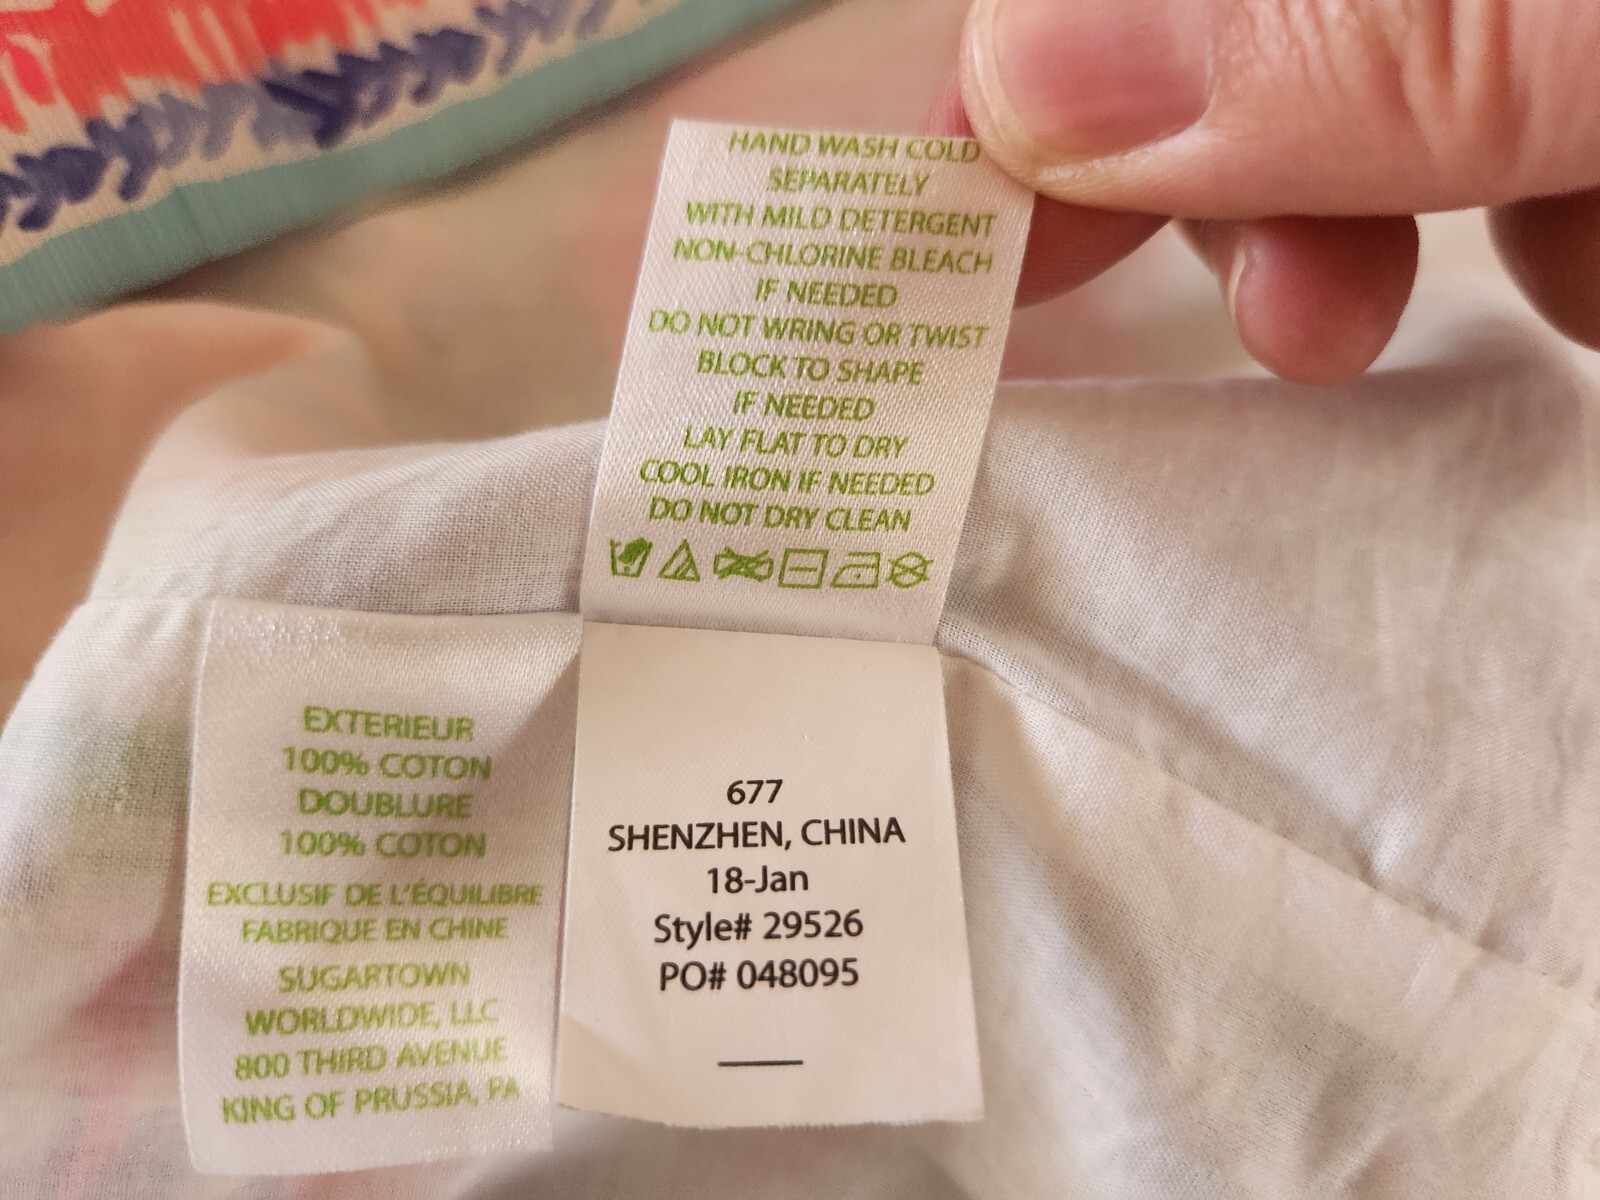 HAND WASH COLD
SEPARATELY
WITH MILD DETERGENT
NON-CHLORINE BLEACH
IF NEEDED
DO NOT WRING OR TWIST
BLOCK TO SHAPE
IF NEEDED
LAY FLAT TO DRY
COOL IRON IF NEEDED
DO NOT DRY CLEAN
EXTERIEUR
100% COTON
DOUBLURE
100% COTON
EXCLUSIF DE L'ÉQUILIBRE
FABRIQUE EN CHINE
SUGARTOWN
WORLDWIDE, LLC
800 THIRD AVENUE
KING OF PRUSSIA, PA
677
SHENZHEN, CHINA
18-Jan
Style# 29526
PO# 048095